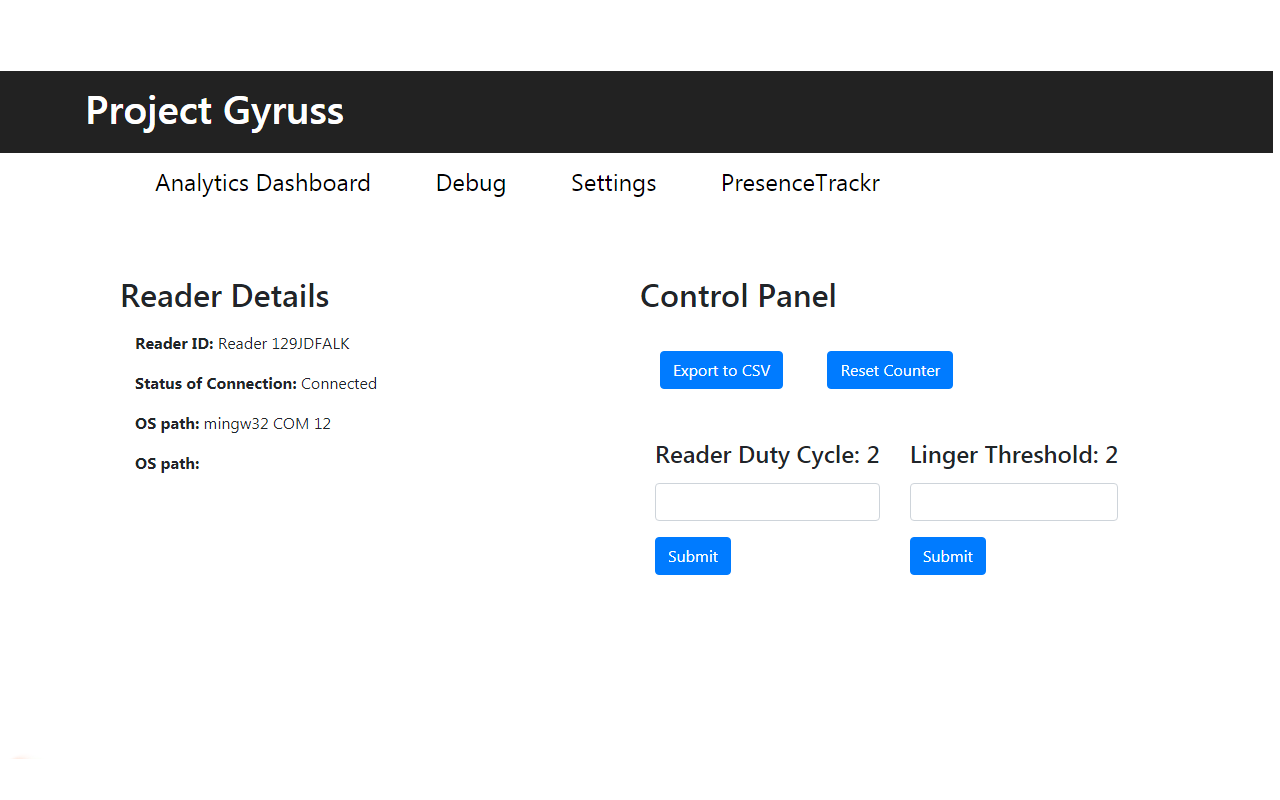 Project Gyruss
Analytics Dashboard Debug Settings PresenceTrackr
Reader Details
Reader ID: Reader 129JDFALK
Status of Connection: Connected
OS path: mingw32 COM 12
OS path:
Control Panel
Export to CSV Reset Counter
Reader Duty Cycle: 2 Linger Threshold: 2
Submit Submit